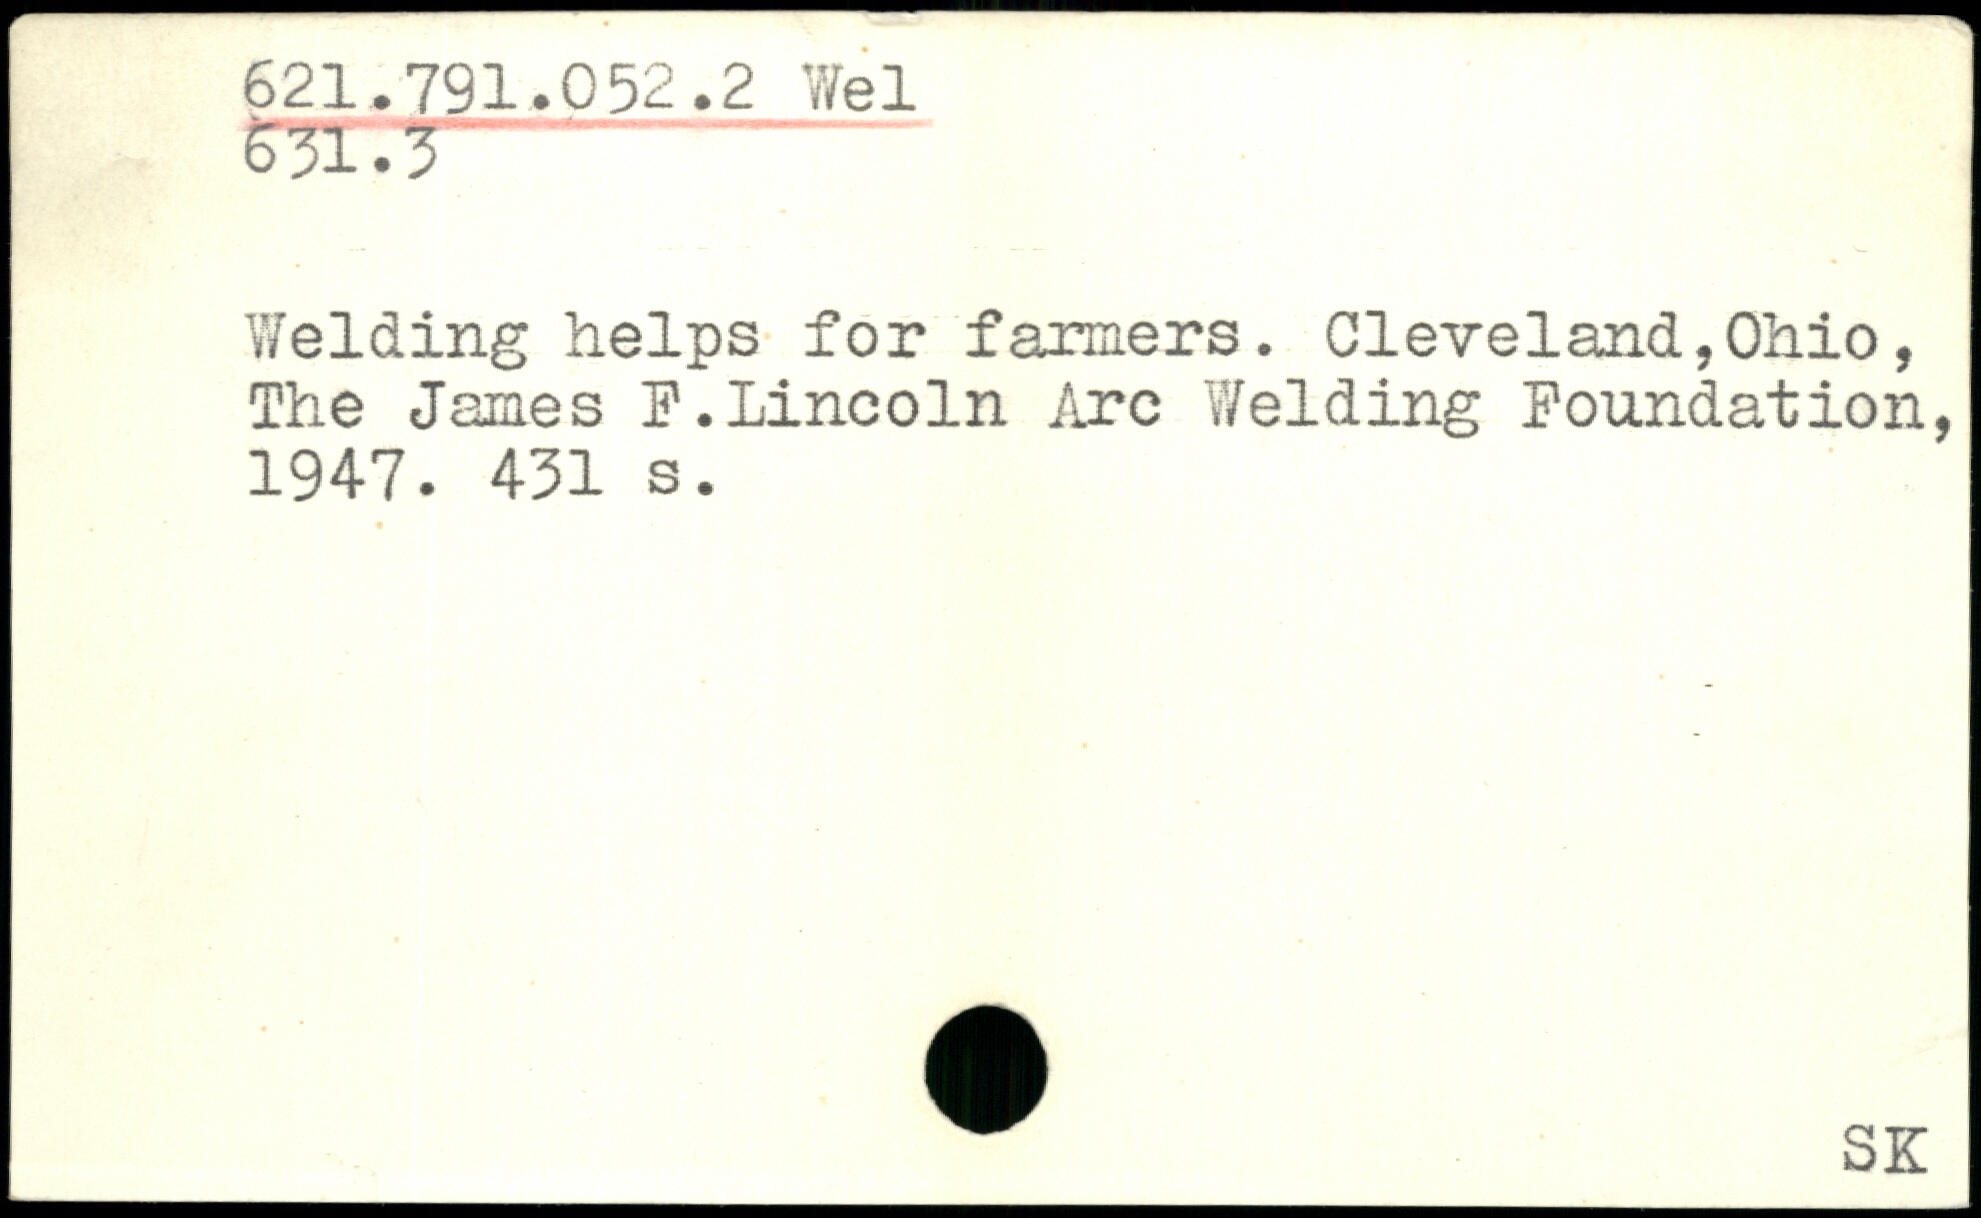 621.791.052.2 Wel
631.3
Welding helps for farmers. Cleveland,Ohio,
The James F.Lincoln Arc Welding Foundation,
1947. 431 s.
SK